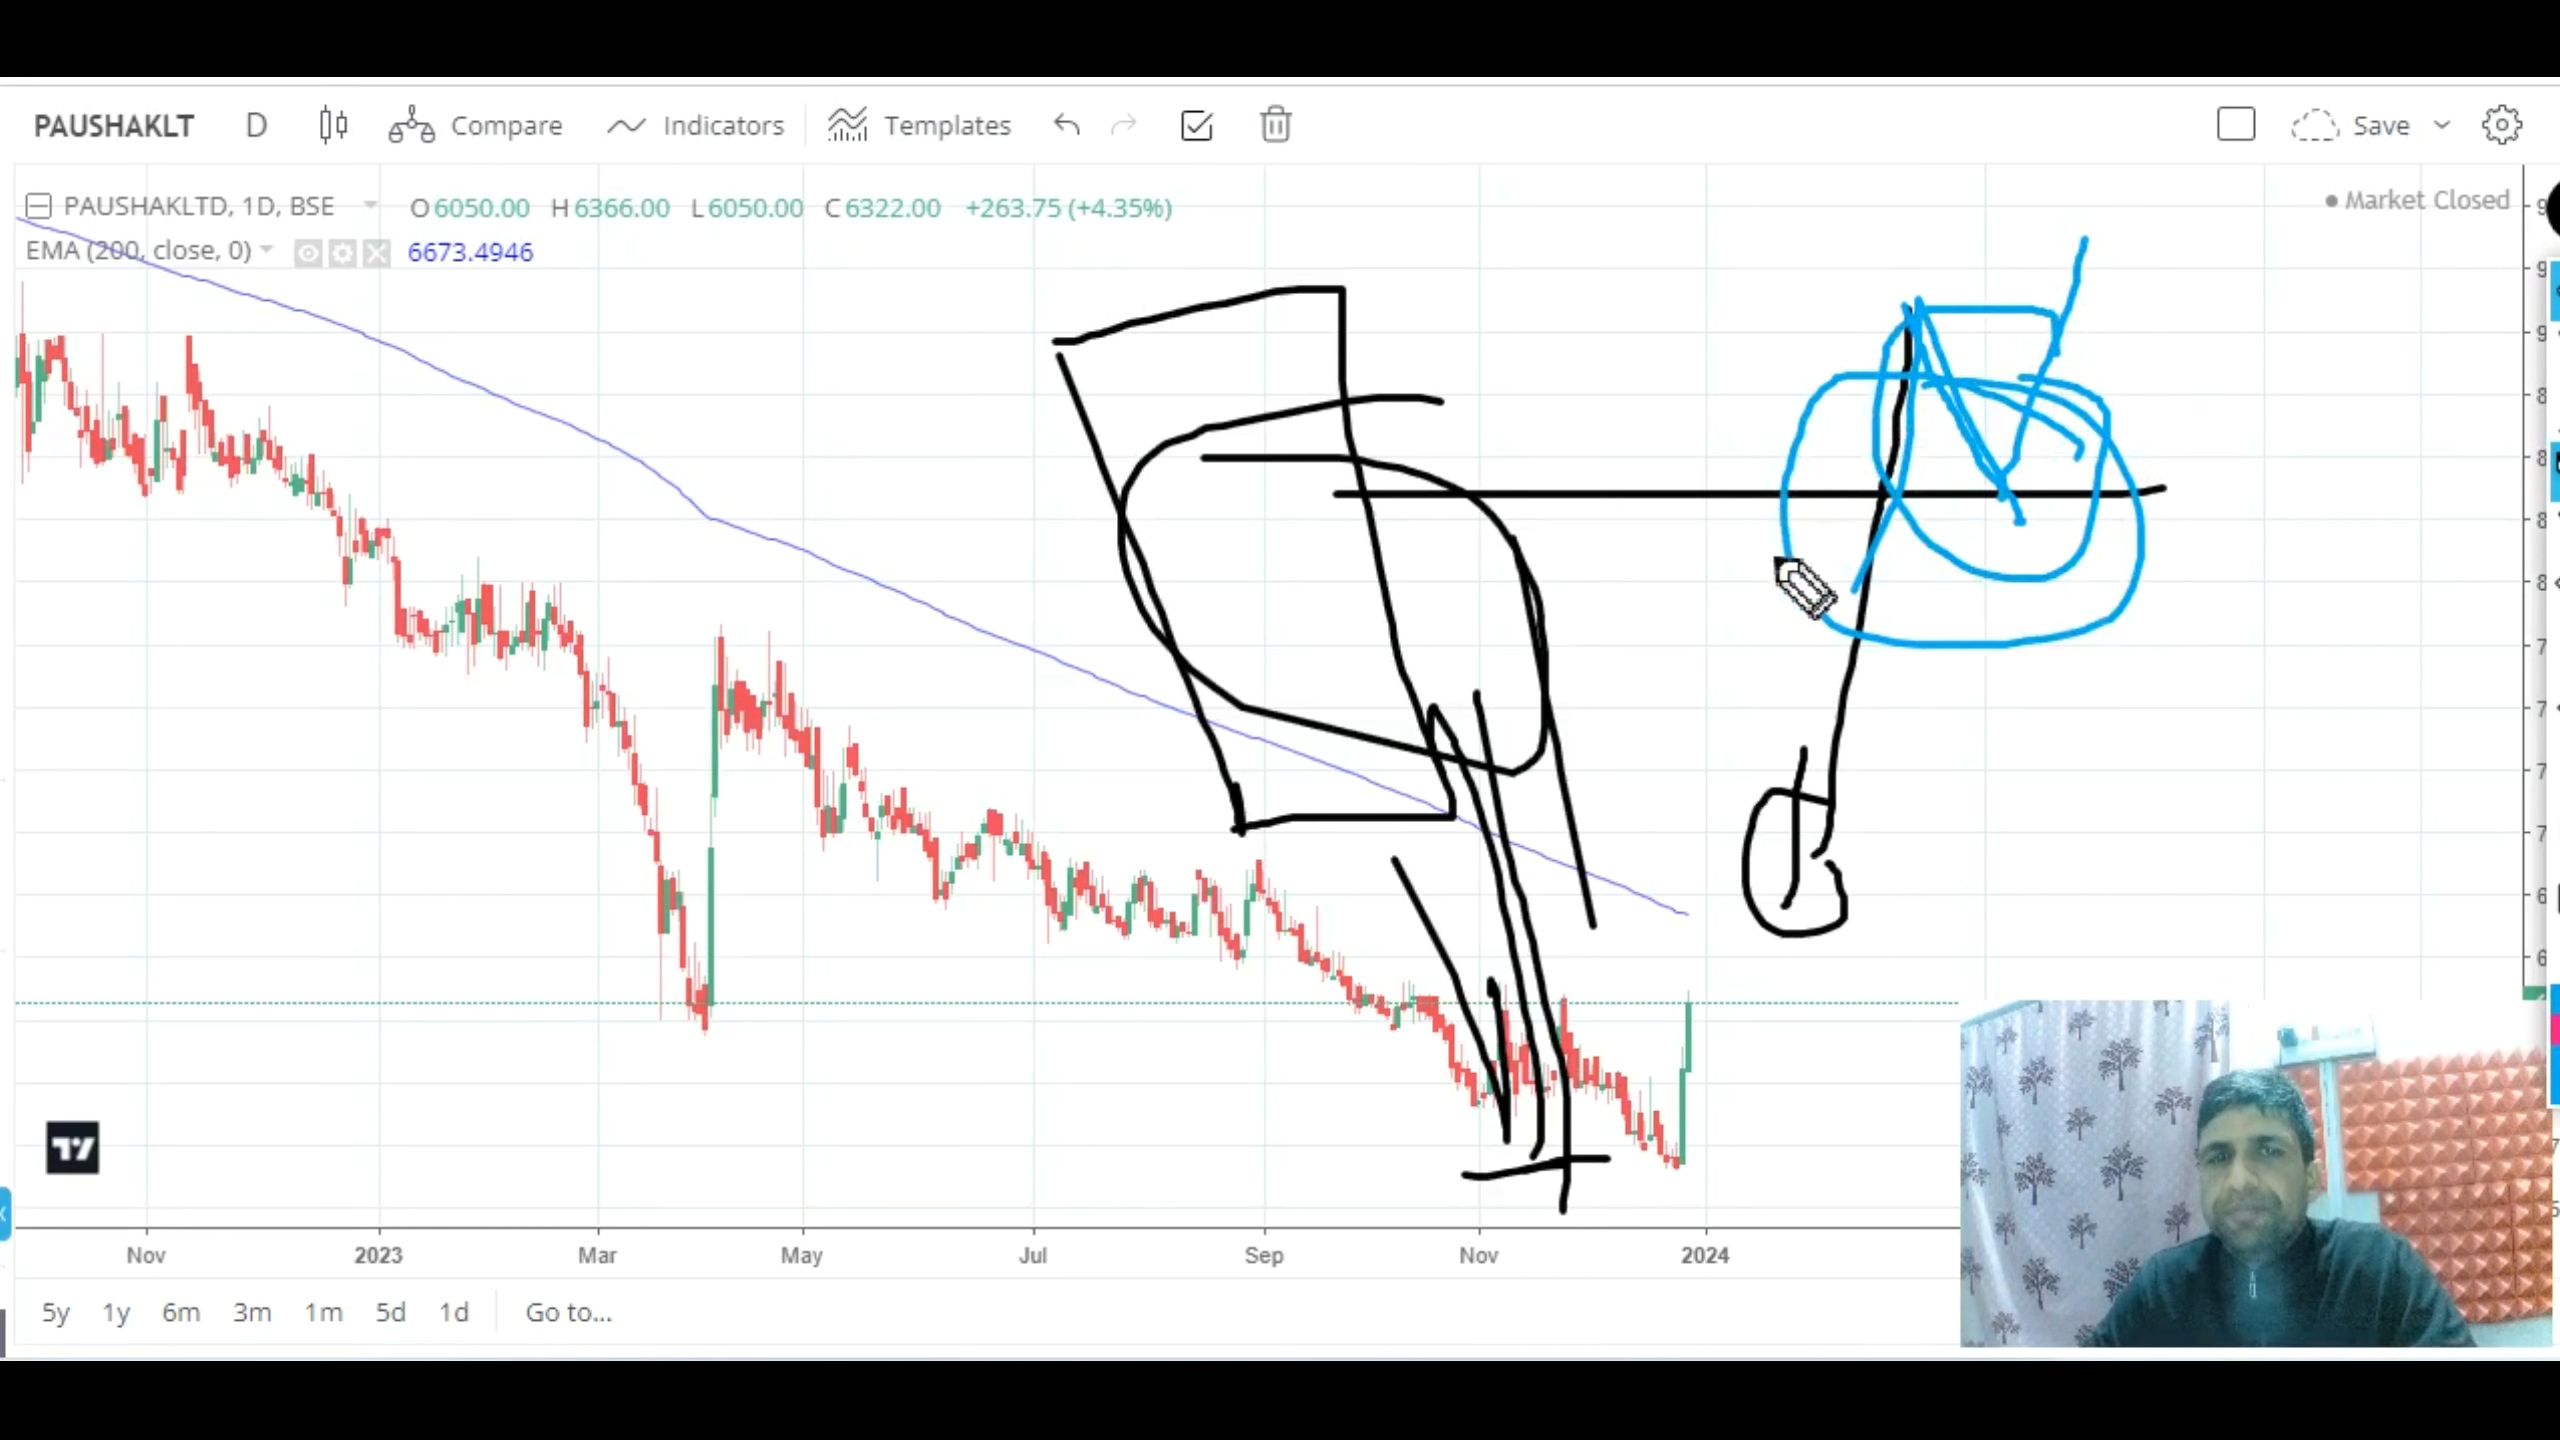 PAUSHAKLT D Compare Indicators Templates Save
PAUSHAKLTD, 1D, BSE O6050.00 H6366.00 L6050.00 C6322.00 +263.75 (+4.35%) Market Closed
EMA (200, close, 0) 6673.4946
Nov 2023 Mar May Jul Sep Nov 2024
5y 1y 6m 3m 1m 5d 1d Go to...